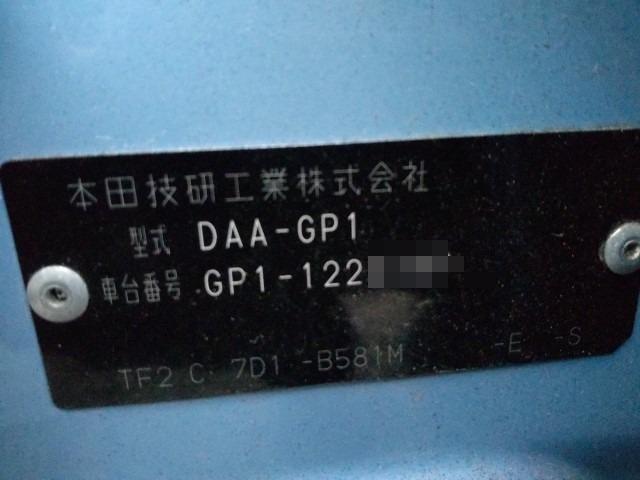 本田技研工業株式会社
型式 DAA-GP1
車台番号 GP1-122
TF2 C 7D1 -B581M -E -S